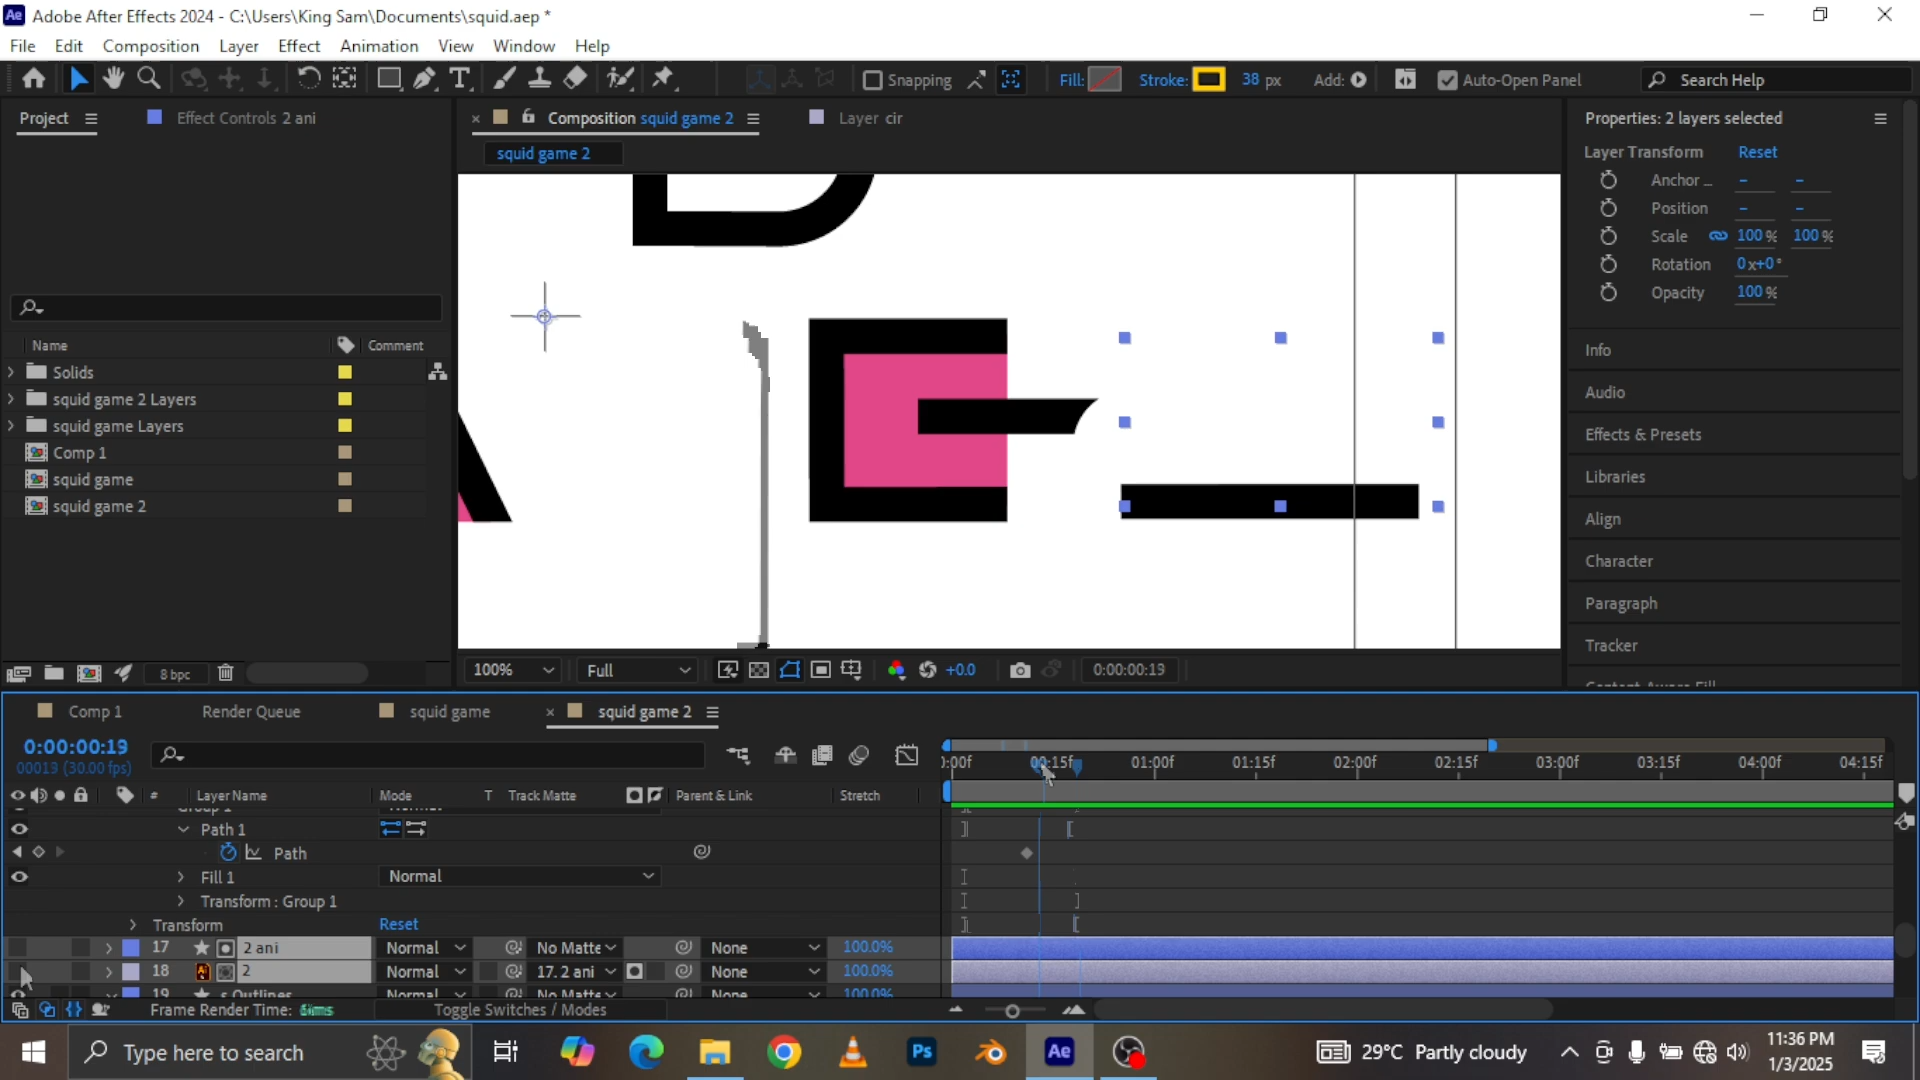 Ae Adobe After Effects 2024 - C:\Users\King Sam\Documents\squid.aep *
File Edit Composition Layer Effect Animation View Window Help
T Snapping Fill: Stroke: 38 px Add: Auto-Open Panel Search Help
Project Effect Controls 2 ani Composition squid game 2 Layer cir Properties: 2 layers selected
squid game 2
Layer Transform Reset
Anchor _ - -
Position - -
Scale 100 % 100 %
Rotation 0x+0°
Opacity 100 %
Name Comment
Solids
squid game 2 Layers
squid game Layers
Comp 1
squid game
squid game 2
Info
Audio
Effects & Presets
Libraries
Align
Character
Paragraph
Tracker
8 bpc 100% Full +0.0 0:00:00:19
Comp 1 Render Queue squid game squid game 2
0:00:00:19
00019 (30.00 fps)
00:15f 01:00f 01:15f 02:00f 02:15f 03:00f 03:15f 04:00f 04:15f
# Layer Name Mode T Track Matte Parent & Link Stretch
Path 1
Path
Fill 1 Normal
Transform : Group 1
Transform Reset
17 2 ani Normal No Matte None 100.0%
18 Ai 2 Normal 17. 2 ani None 100.0%
19 s Outlines Normal No Matte None 100.0%
Frame Render Time: Toggle Switches / Modes
Type here to search Ps Ae 29°C Partly cloudy 11:36 PM
1/3/2025